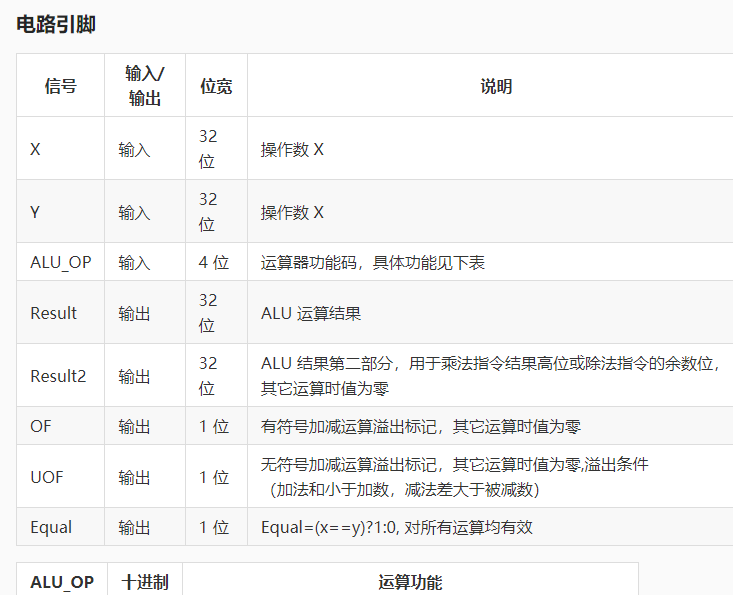 电路引脚
信号 输入/ 位宽 说明
输出
X 输入 32 操作数 X
位
Y 输入 32 操作数 X
位
ALU_OP 输入 4 位 运算器功能码，具体功能见下表
Result 输出 32 ALU 运算结果
位
Result2 输出 32 ALU 结果第二部分，用于乘法指令结果高位或除法指令的余数位，
位 其它运算时值为零
OF 输出 1 位 有符号加减运算溢出标记，其它运算时值为零
UOF 输出 1 位 无符号加减运算溢出标记，其它运算时值为零,溢出条件
（加法和小于加数，减法差大于被减数）
Equal 输出 1 位 Equal=(x==y)?1:0, 对所有运算均有效
ALU_OP 十进制 运算功能